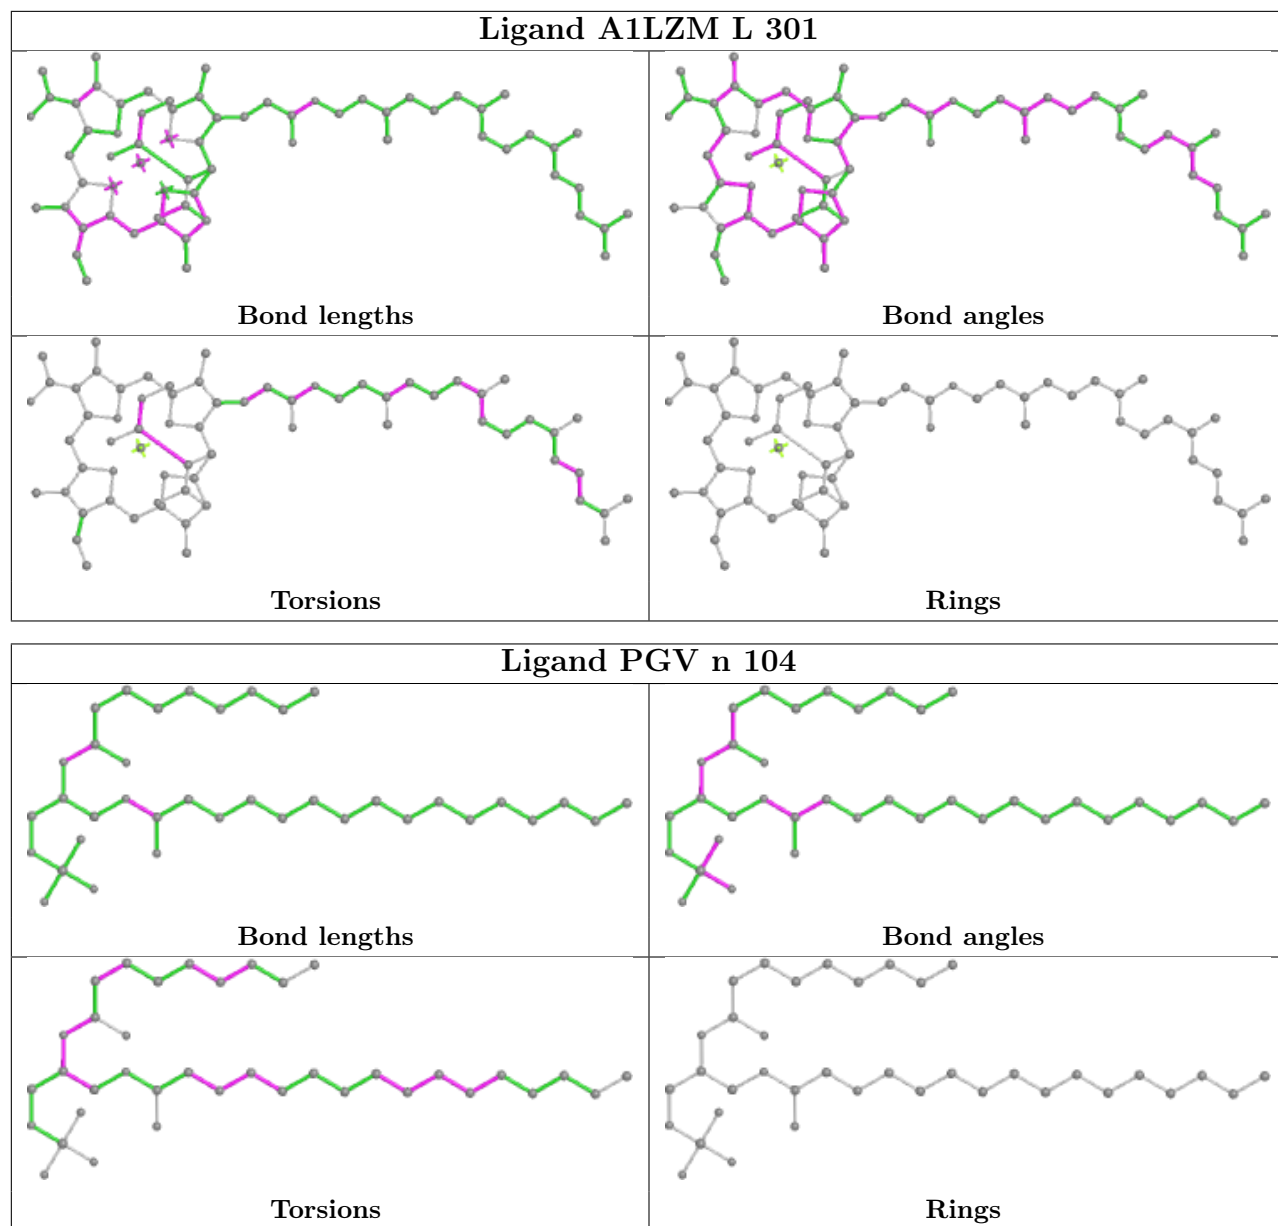 Ligand A1LZM L 301
Bond lengths
Bond angles
Torsions
Rings
Ligand PGV n 104
Bond lengths
Bond angles
Torsions
Rings